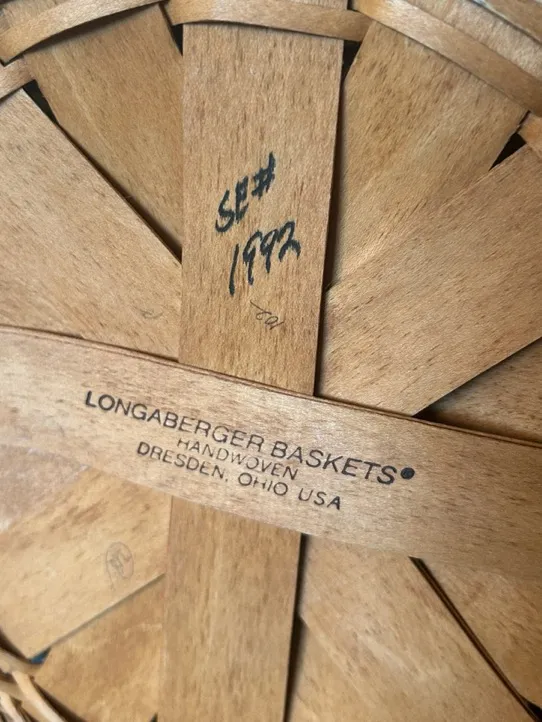 SE#
1992
LONGABERGER BASKETS
HANDWOVEN
DRESDEN, OHIO USA